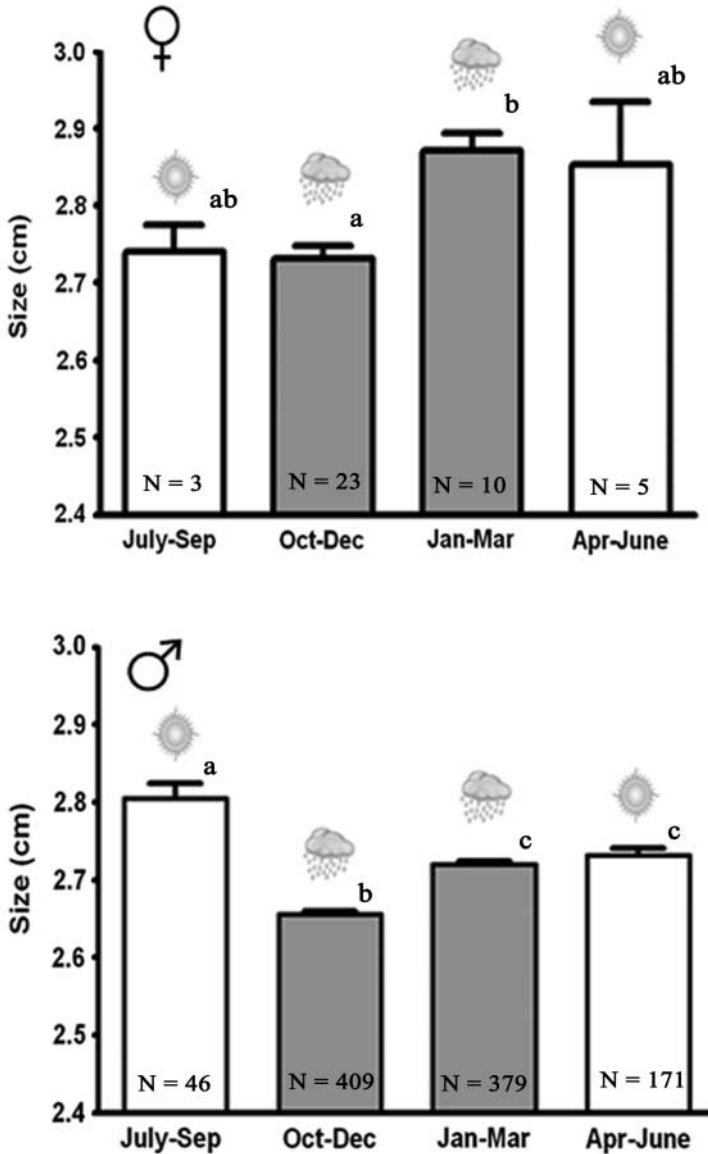 3.0
ab
2.9
b
2.8
ab
a
2.7
Size (cm)
2.6
2.5
N = 3
N = 23
N = 10
N = 5
2.4
July-Sep
Oct-Dec
Jan-Mar
Apr-June
3.0
2.9
a
2.8
c
c
2.7
b
Size (cm)
2.6
2.5
N = 46
N = 409
N = 379
N = 171
2.4
July-Sep
Oct-Dec
Jan-Mar
Apr-June